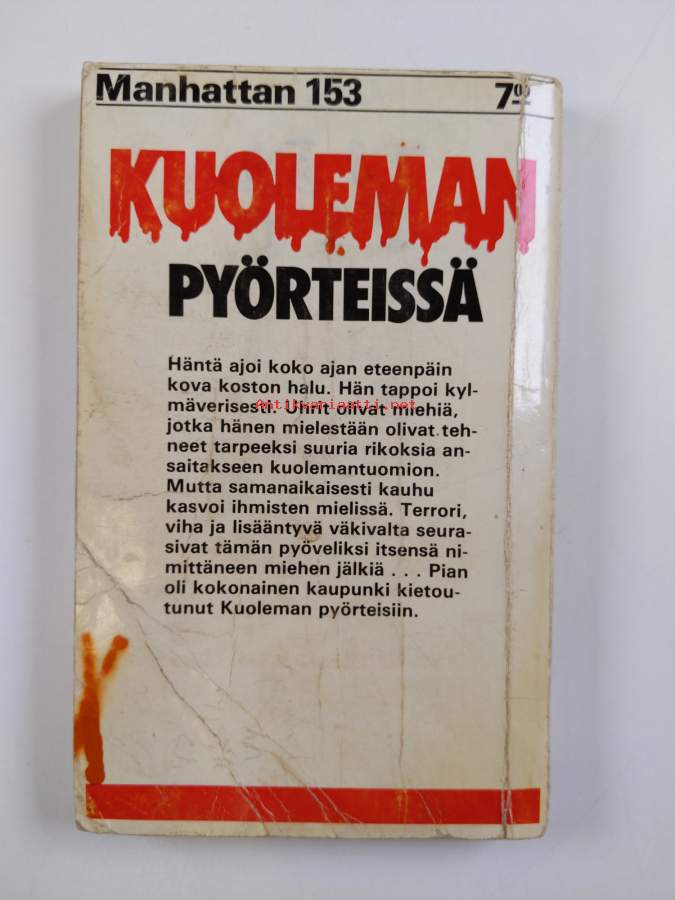 Manhattan 153 7⁰⁰
KUOLEMAN
PYÖRTEISSÄ
Häntä ajoi koko ajan eteenpäin
kova koston halu. Hän tappoi kyl-
mäverisesti. Uhrit olivat miehiä,
Antikvariaatti.net
jotka hänen mielestään olivat teh-
neet tarpeeksi suuria rikoksia an-
saitakseen kuolemantuomion.
Mutta samanaikaisesti kauhu
kasvoi ihmisten mielissä. Terrori,
viha ja lisääntyvä väkivalta seura-
sivat tämän pyöveliksi itsensä ni-
mittäneen miehen jälkiä . . . Pian
oli kokonainen kaupunki kietou-
tunut Kuoleman pyörteisiin.